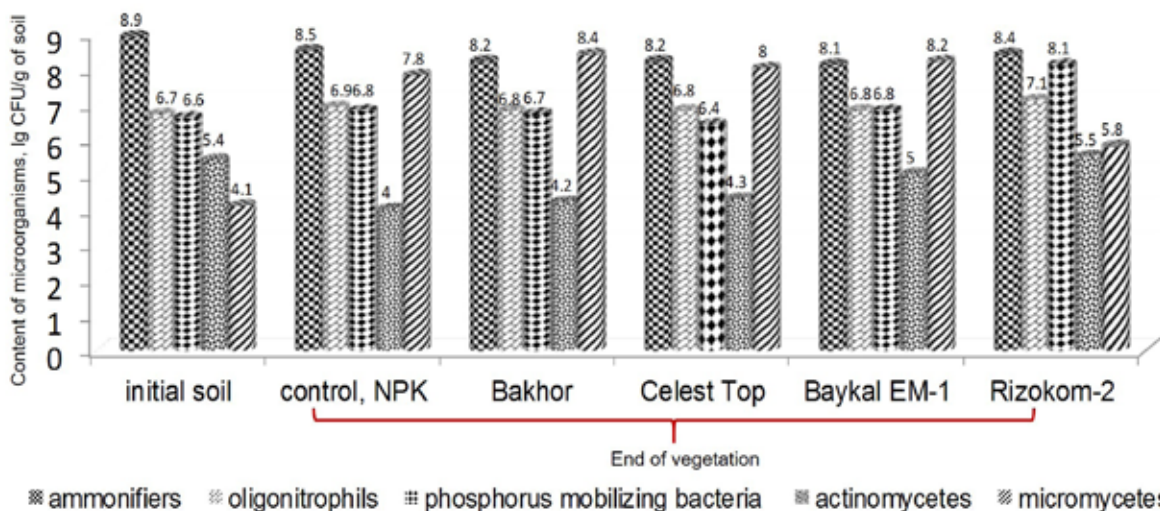 Content of microorganisms, lg CFU/g of soil
9
8
7
6
5
4
3
2
1
0
8.9 6.7 6.6 5.4 4.1
8.5 6.9 6.8 4 7.8
8.2 6.8 6.7 4.2 8.4
8.2 6.8 6.4 4.3 8
8.1 6.8 6.8 5 8.2
8.4 7.1 8.1 5.5 5.8
initial soil control, NPK Bakhor Celest Top Baykal EM-1 Rizokom-2
End of vegetation
ammonifiers oligonitrophils phosphorus mobilizing bacteria actinomycetes micromycetes